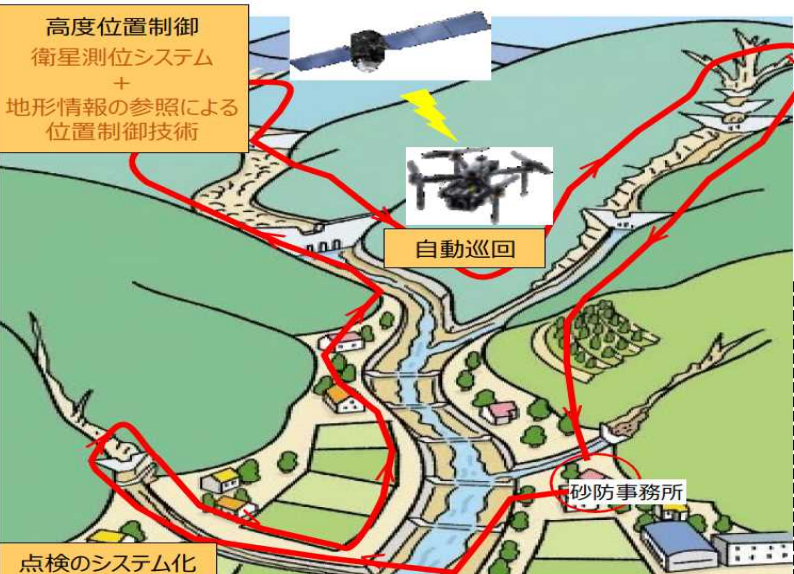 高度位置制御
衛星測位システム
+
地形情報の参照による
位置制御技術
自動巡回
砂防事務所
点検のシステム化